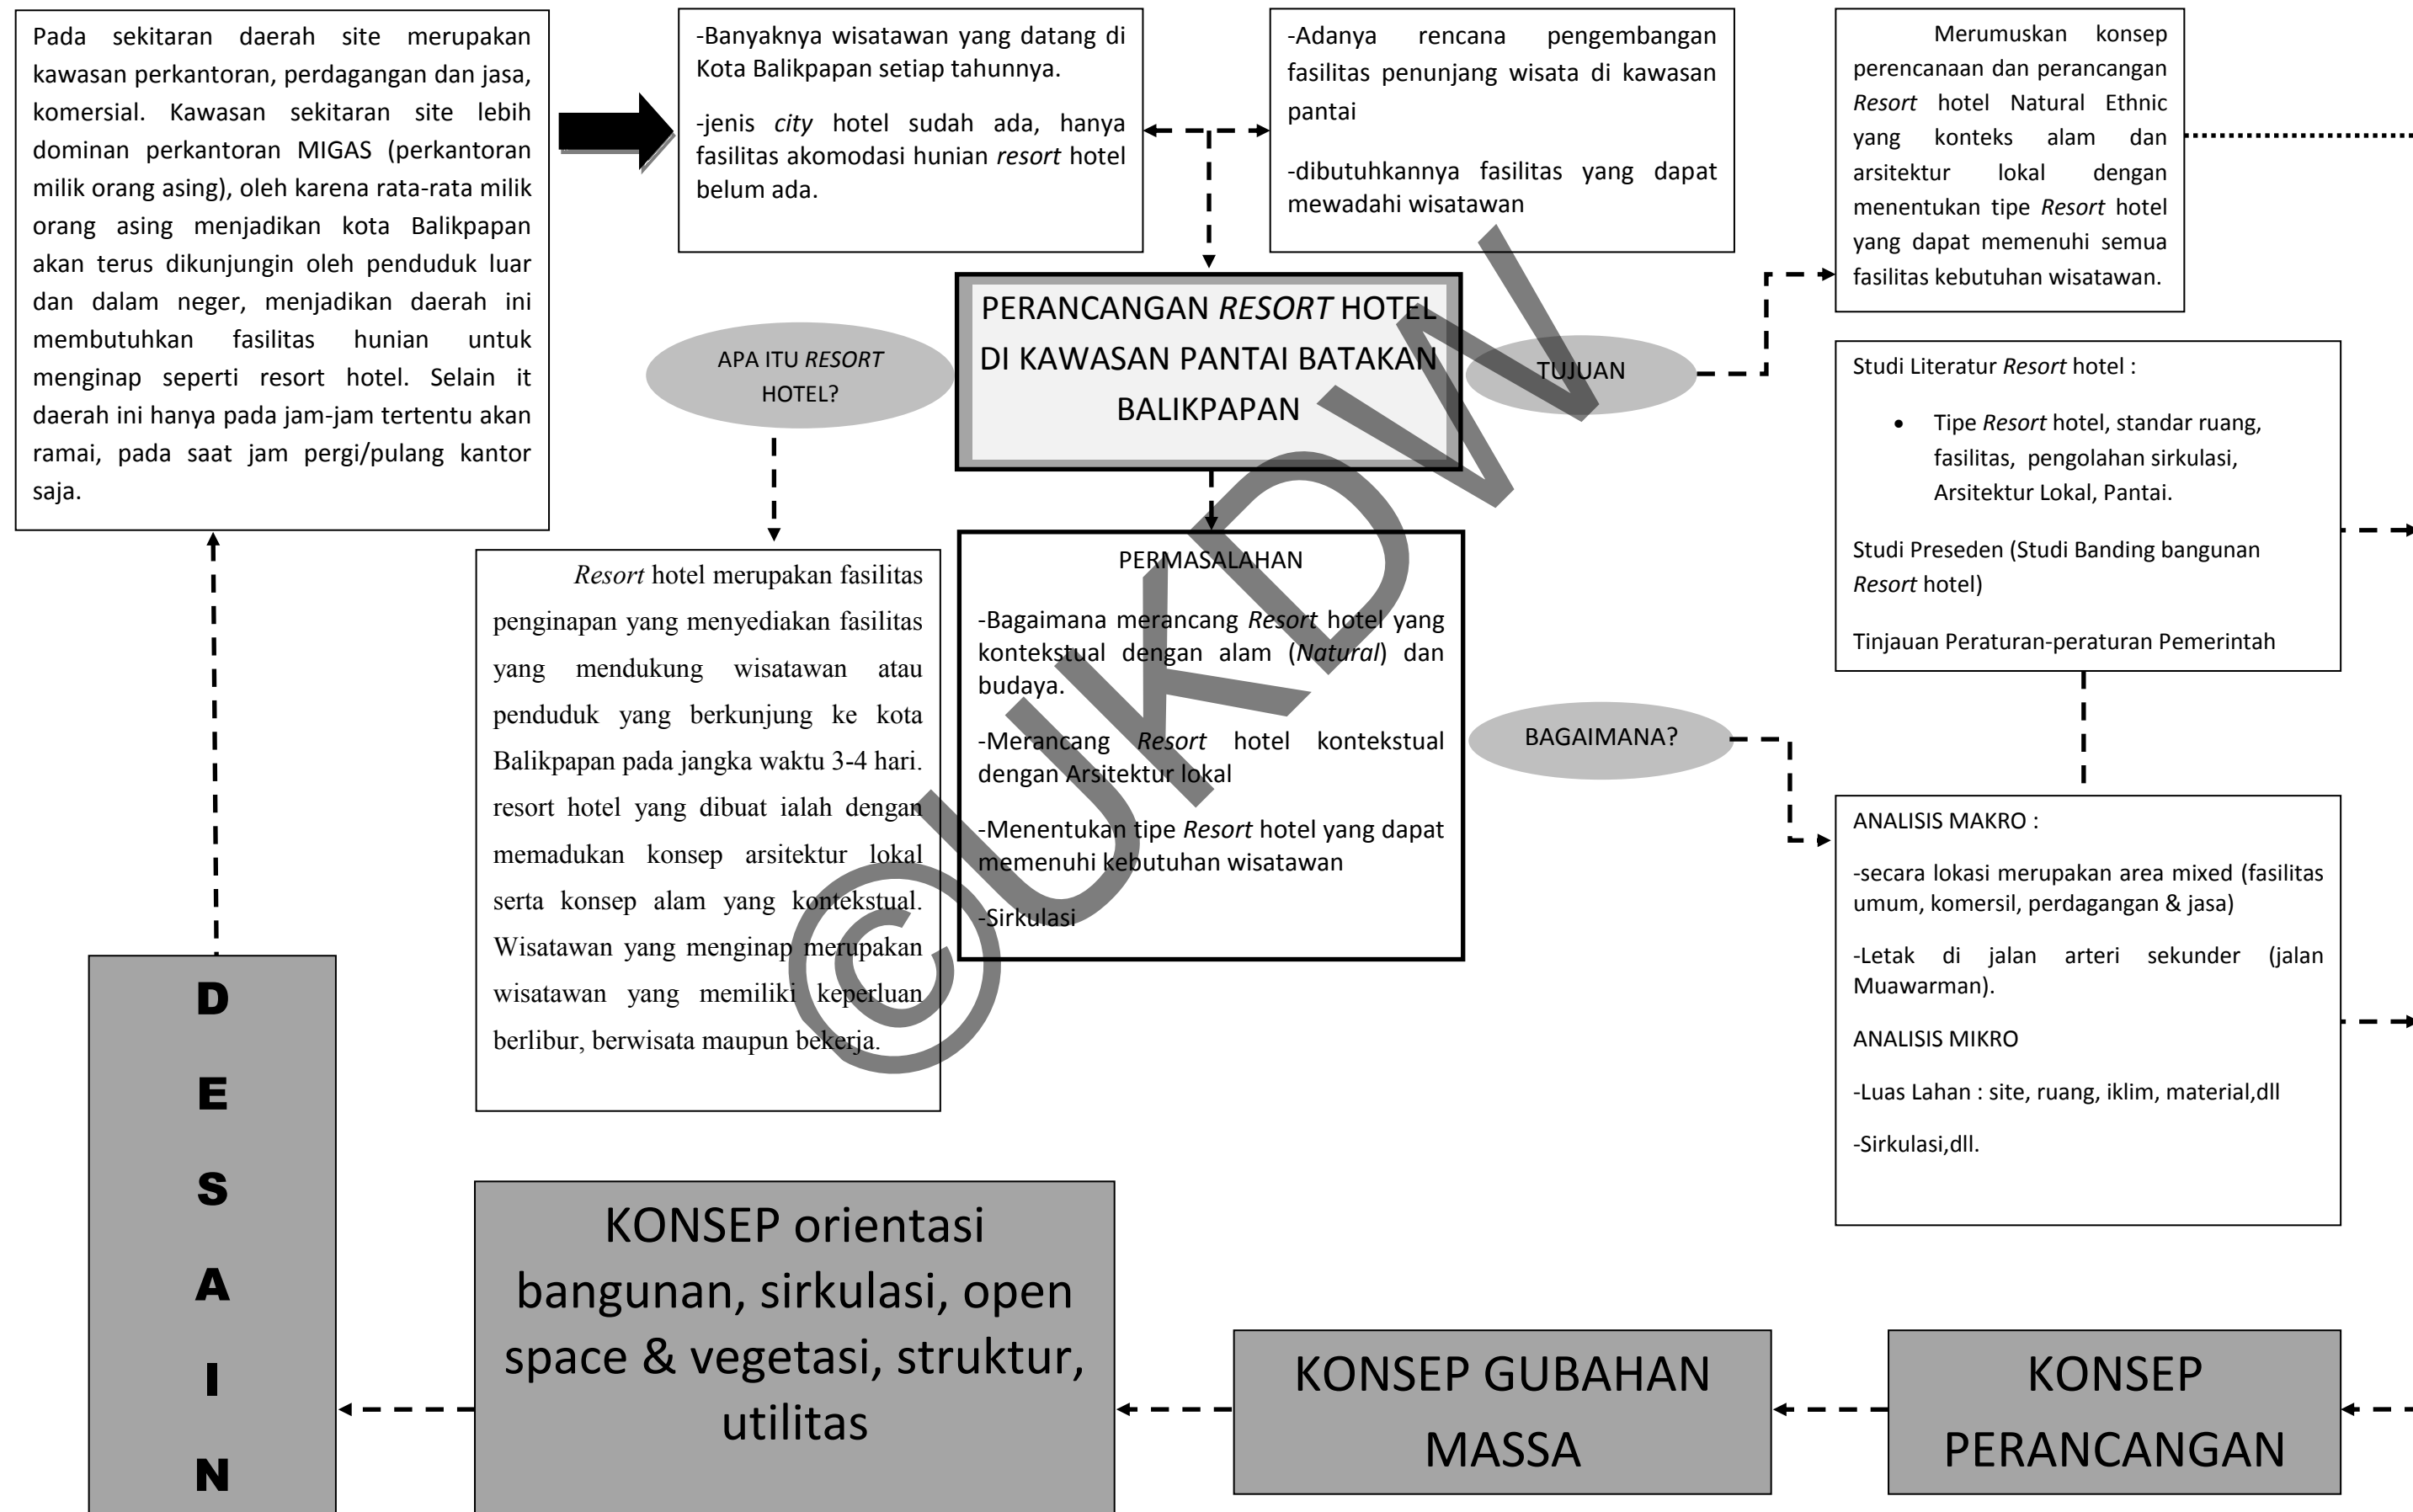 Pada sekitaran daerah site merupakan
kawasan perkantoran, perdagangan dan jasa,
komersial. Kawasan sekitaran site lebih
dominan perkantoran MIGAS (perkantoran
milik orang asing), oleh karena rata-rata milik
orang asing menjadikan kota Balikpapan
akan terus dikunjungin oleh penduduk luar
dan dalam neger, menjadikan daerah ini
membutuhkan fasilitas hunian untuk
menginap seperti resort hotel. Selain it
daerah ini hanya pada jam-jam tertentu akan
ramai, pada saat jam pergi/pulang kantor
saja.
-Banyaknya wisatawan yang datang di
Kota Balikpapan setiap tahunnya.
-jenis city hotel sudah ada, hanya
fasilitas akomodasi hunian resort hotel
belum ada.
-Adanya rencana pengembangan
fasilitas penunjang wisata di kawasan
pantai
-dibutuhkannya fasilitas yang dapat
mewadahi wisatawan
Merumuskan konsep
perencanaan dan perancangan
Resort hotel Natural Ethnic
yang konteks alam dan
arsitektur lokal dengan
menentukan tipe Resort hotel
yang dapat memenuhi semua
fasilitas kebutuhan wisatawan.
APA ITU RESORT
HOTEL?
PERANCANGAN RESORT HOTEL
DI KAWASAN PANTAI BATAKAN
BALIKPAPAN
TUJUAN
Studi Literatur Resort hotel :
• Tipe Resort hotel, standar ruang,
fasilitas, pengolahan sirkulasi,
Arsitektur Lokal, Pantai.
Studi Preseden (Studi Banding bangunan
Resort hotel)
Tinjauan Peraturan-peraturan Pemerintah
Resort hotel merupakan fasilitas
penginapan yang menyediakan fasilitas
yang mendukung wisatawan atau
penduduk yang berkunjung ke kota
Balikpapan pada jangka waktu 3-4 hari.
resort hotel yang dibuat ialah dengan
memadukan konsep arsitektur lokal
serta konsep alam yang kontekstual.
Wisatawan yang menginap merupakan
wisatawan yang memiliki keperluan
berlibur, berwisata maupun bekerja.
PERMASALAHAN
-Bagaimana merancang Resort hotel yang
kontekstual dengan alam (Natural) dan
budaya.
-Merancang Resort hotel kontekstual
dengan Arsitektur lokal
-Menentukan tipe Resort hotel yang dapat
memenuhi kebutuhan wisatawan
-Sirkulasi
BAGAIMANA?
ANALISIS MAKRO :
-secara lokasi merupakan area mixed (fasilitas
umum, komersil, perdagangan & jasa)
-Letak di jalan arteri sekunder (jalan
Muawarman).
ANALISIS MIKRO
-Luas Lahan : site, ruang, iklim, material,dll
-Sirkulasi,dll.
D
E
S
A
I
N
KONSEP orientasi
bangunan, sirkulasi, open
space & vegetasi, struktur,
utilitas
KONSEP GUBAHAN
MASSA
KONSEP
PERANCANGAN
©UKDW